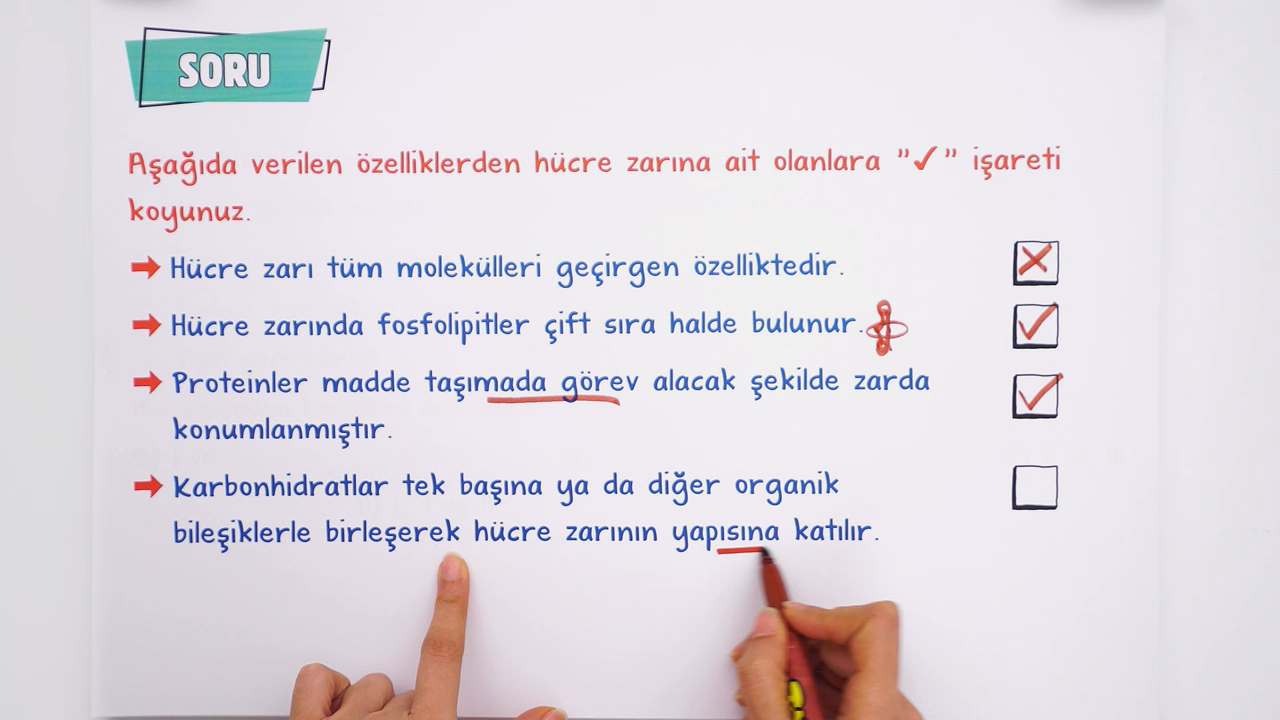 SORU
Aşağıda verilen özelliklerden hücre zarına ait olanlara "✓" işareti
koyunuz.
➡ Hücre zarı tüm molekülleri geçirgen özelliktedir.
➡ Hücre zarında fosfolipitler çift sıra halde bulunur.
➡ Proteinler madde taşımada görev alacak şekilde zarda
konumlanmıştır.
➡ Karbonhidratlar tek başına ya da diğer organik
bileşiklerle birleşerek hücre zarının yapısına katılır.